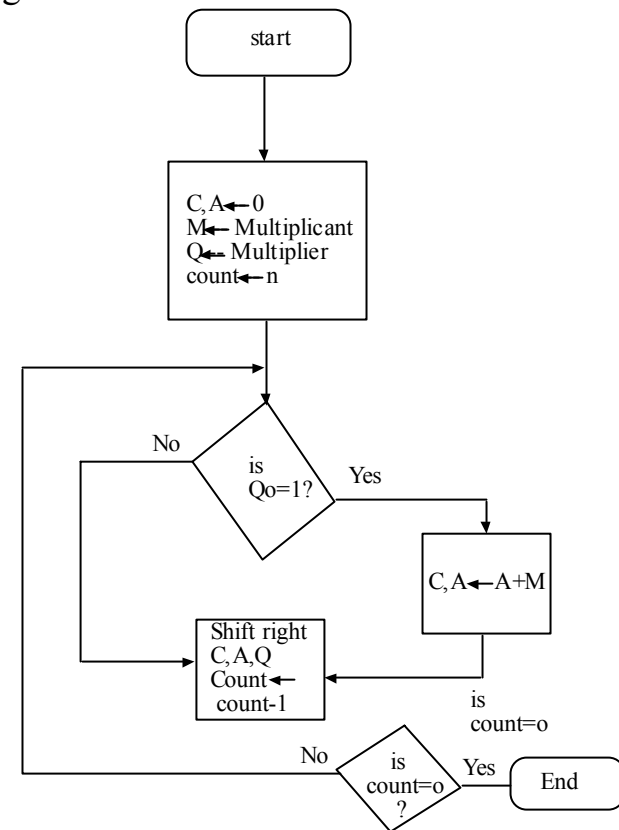 start
C,A←0
M← Multiplicant
Q← Multiplier
count←n
No
is
Qo=1?
Yes
C,A←A+M
Shift right
C,A,Q
Count←
count-1
is
count=o
No
is
count=o
?
Yes
End